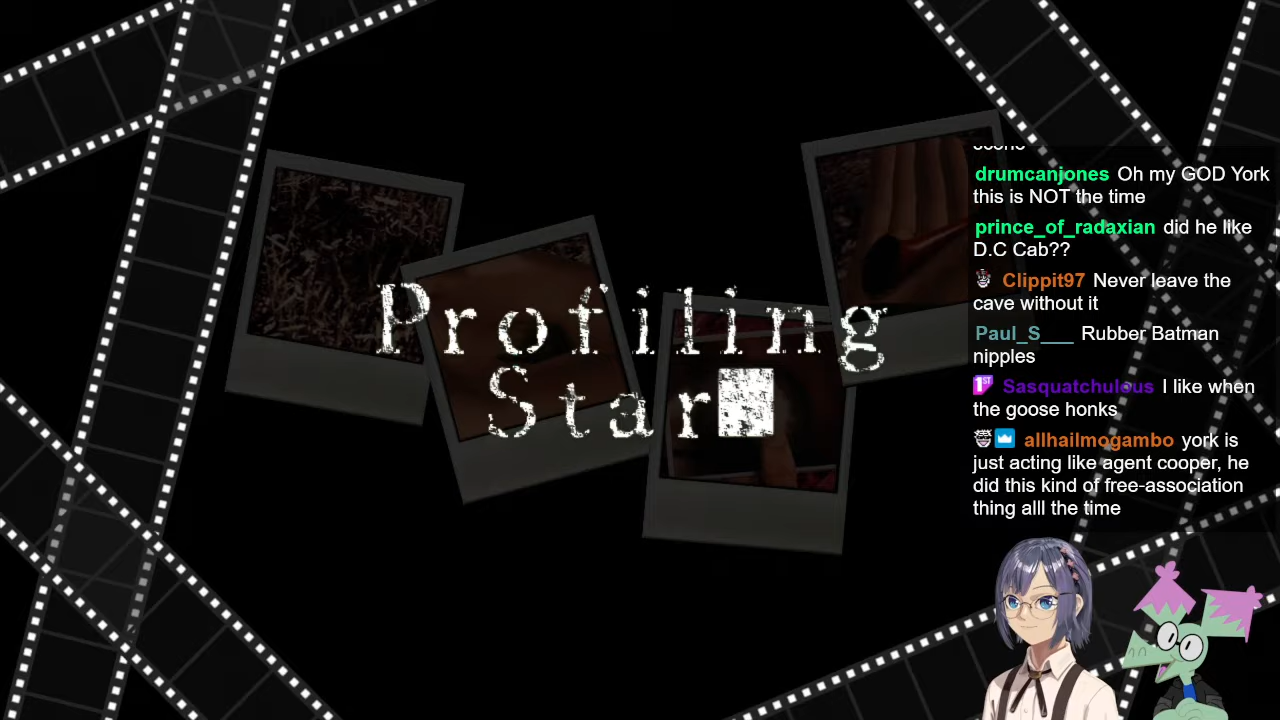 Profiling
Star
drumcanjones Oh my GOD York
this is NOT the time
prince_of_radaxian did he like
D.C Cab??
Clippit97 Never leave the
cave without it
Paul_S___ Rubber Batman
nipples
1ST Sasquatchulous I like when
the goose honks
allhailmogambo york is
just acting like agent cooper, he
did this kind of free-association
thing alll the time